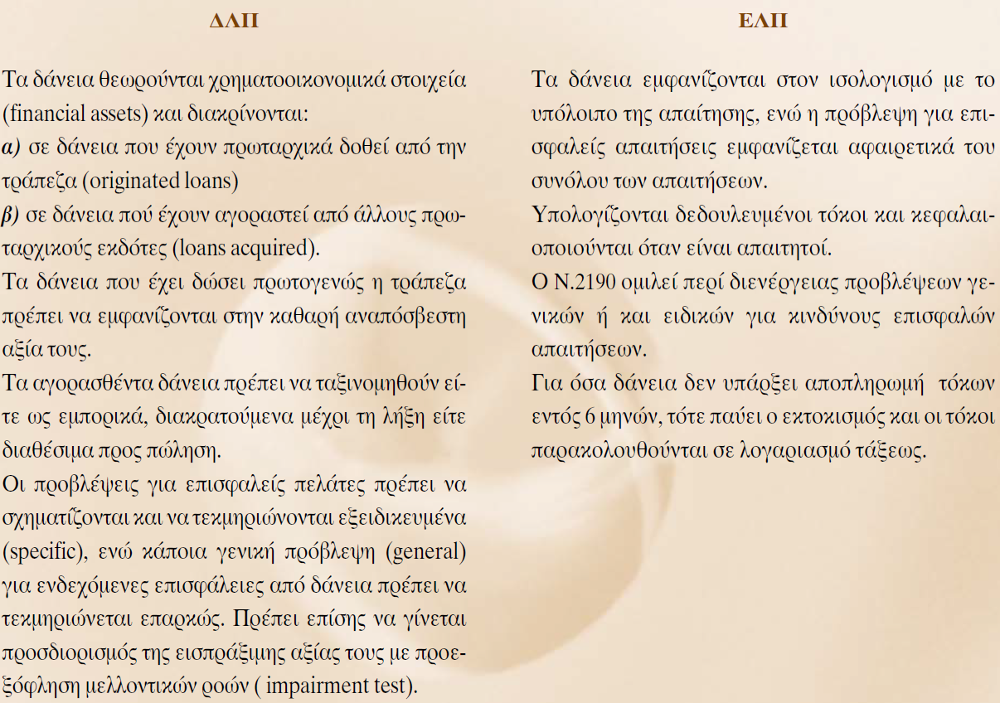 ΔΛΠ
Τα δάνεια θεωρούνται χρηματοοικονομικά στοιχεία
(financial assets) και διακρίνονται:
α) σε δάνεια που έχουν πρωταρχικά δοθεί από την
τράπεζα (originated loans)
β) σε δάνεια πού έχουν αγοραστεί από άλλους πρω-
ταρχικούς εκδότες (loans acquired).
Τα δάνεια που έχει δώσει πρωτογενώς η τράπεζα
πρέπει να εμφανίζονται στην καθαρή αναπόσβεστη
αξία τους.
Τα αγορασθέντα δάνεια πρέπει να ταξινομηθούν εί-
τε ως εμπορικά, διακρατούμενα μέχρι τη λήξη είτε
διαθέσιμα προς πώληση.
Οι προβλέψεις για επισφαλείς πελάτες πρέπει να
σχηματίζονται και να τεκμηριώνονται εξειδικευμένα
(specific), ενώ κάποια γενική πρόβλεψη (general)
για ενδεχόμενες επισφάλειες από δάνεια πρέπει να
τεκμηριώνεται επαρκώς. Πρέπει επίσης να γίνεται
προσδιορισμός της εισπράξιμης αξίας τους με προε-
ξόφληση μελλοντικών ροών ( impairment test).
ΕΛΠ
Τα δάνεια εμφανίζονται στον ισολογισμό με το
υπόλοιπο της απαίτησης, ενώ η πρόβλεψη για επι-
σφαλείς απαιτήσεις εμφανίζεται αφαιρετικά του
συνόλου των απαιτήσεων.
Υπολογίζονται δεδουλευμένοι τόκοι και κεφαλαι-
οποιούνται όταν είναι απαιτητοί.
Ο Ν.2190 ομιλεί περί διενέργειας προβλέψεων γε-
νικών ή και ειδικών για κινδύνους επισφαλών
απαιτήσεων.
Για όσα δάνεια δεν υπάρξει αποπληρωμή τόκων
εντός 6 μηνών, τότε παύει ο εκτοκισμός και οι τόκοι
παρακολουθούνται σε λογαριασμό τάξεως.